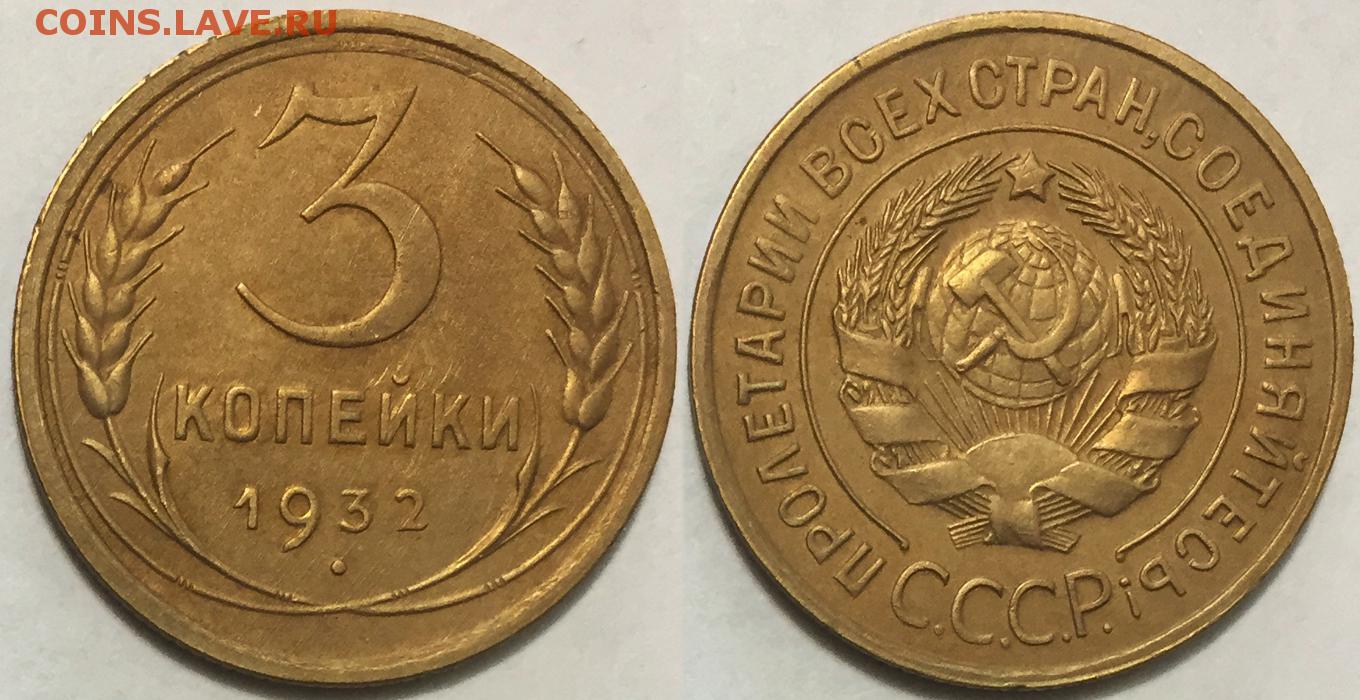 COINS.LAVE.RU
3
КОПЕЙКИ
1932
ПРОЛЕТАРИИ ВСЕХ СТРАН, СОЕДИНЯЙТЕСЬ!
С.С.С.Р.